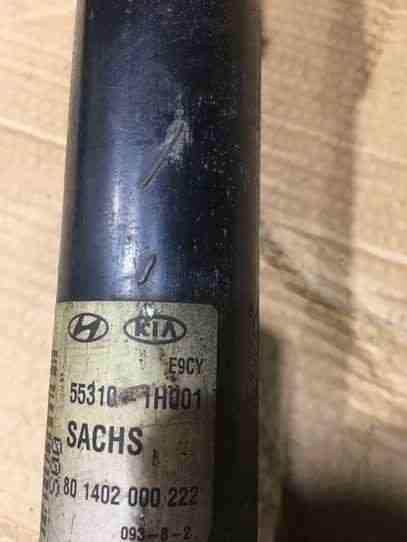 KIA
E9CY
55310-1H001
SACHS
80 1402 000 222
093-8-2